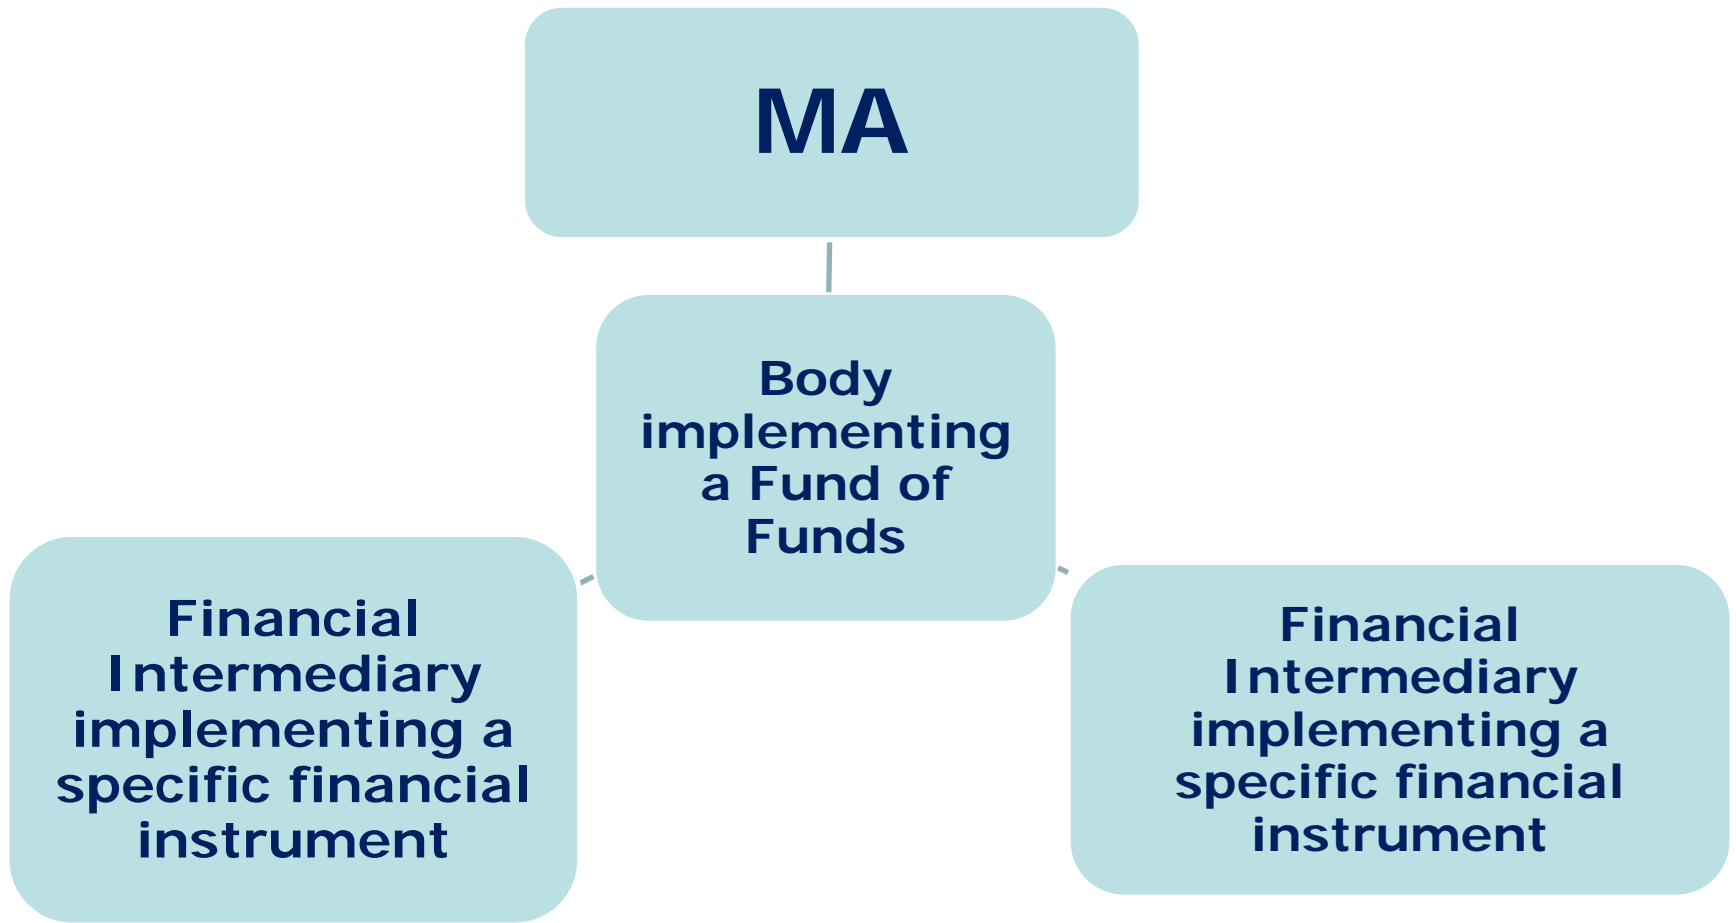 MA
Body
implementing
a Fund of
Funds
Financial
Intermediary
implementing a
specific financial
instrument
Financial
Intermediary
implementing a
specific financial
instrument